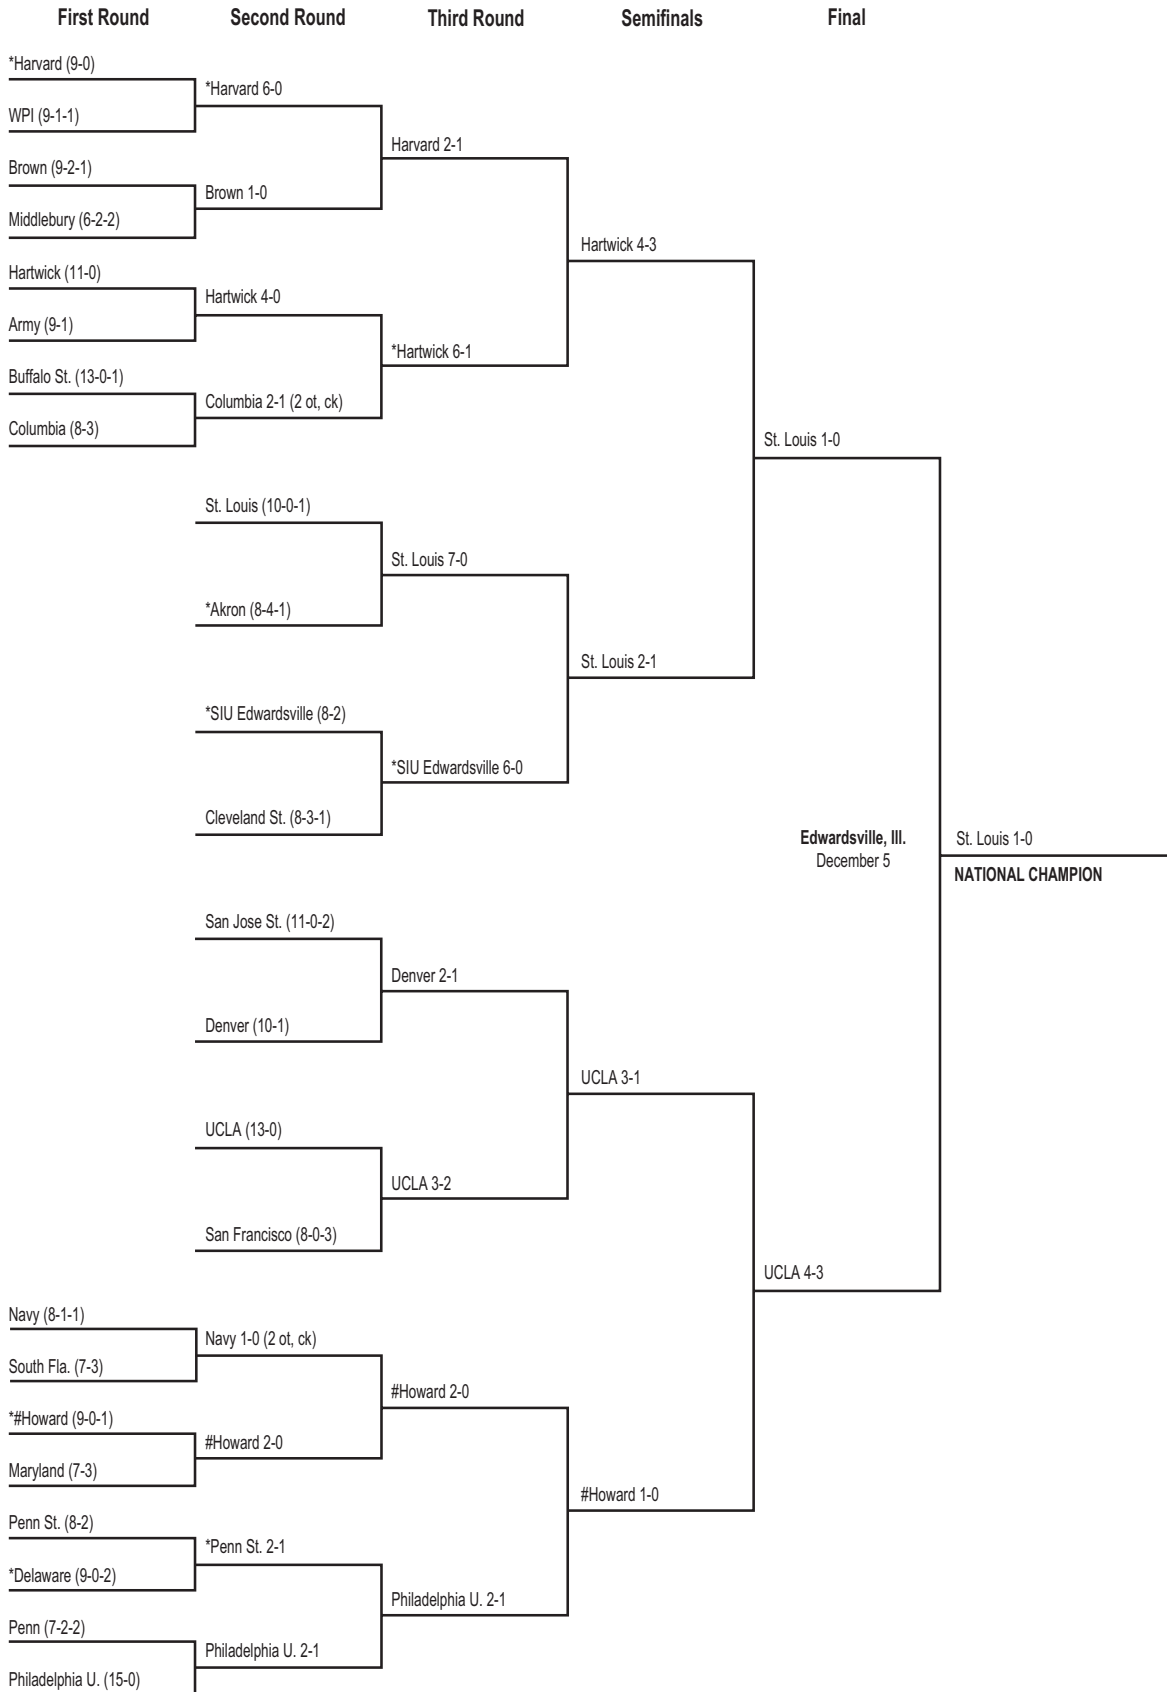 First Round Second Round Third Round Semifinals Final
*Harvard (9-0)
*Harvard 6-0
WPI (9-1-1)
Harvard 2-1
Brown (9-2-1)
Brown 1-0
Middlebury (6-2-2)
Hartwick 4-3
Hartwick (11-0)
Hartwick 4-0
Army (9-1)
*Hartwick 6-1
Buffalo St. (13-0-1)
Columbia 2-1 (2 ot, ck)
Columbia (8-3)
St. Louis 1-0
St. Louis (10-0-1)
St. Louis 7-0
*Akron (8-4-1)
St. Louis 2-1
*SIU Edwardsville (8-2)
*SIU Edwardsville 6-0
Cleveland St. (8-3-1)
Edwardsville, Ill.
December 5
St. Louis 1-0
NATIONAL CHAMPION
San Jose St. (11-0-2)
Denver 2-1
Denver (10-1)
UCLA 3-1
UCLA (13-0)
UCLA 3-2
San Francisco (8-0-3)
UCLA 4-3
Navy (8-1-1)
Navy 1-0 (2 ot, ck)
South Fla. (7-3)
#Howard 2-0
*#Howard (9-0-1)
#Howard 2-0
Maryland (7-3)
#Howard 1-0
Penn St. (8-2)
*Penn St. 2-1
*Delaware (9-0-2)
Philadelphia U. 2-1
Penn (7-2-2)
Philadelphia U. 2-1
Philadelphia U. (15-0)